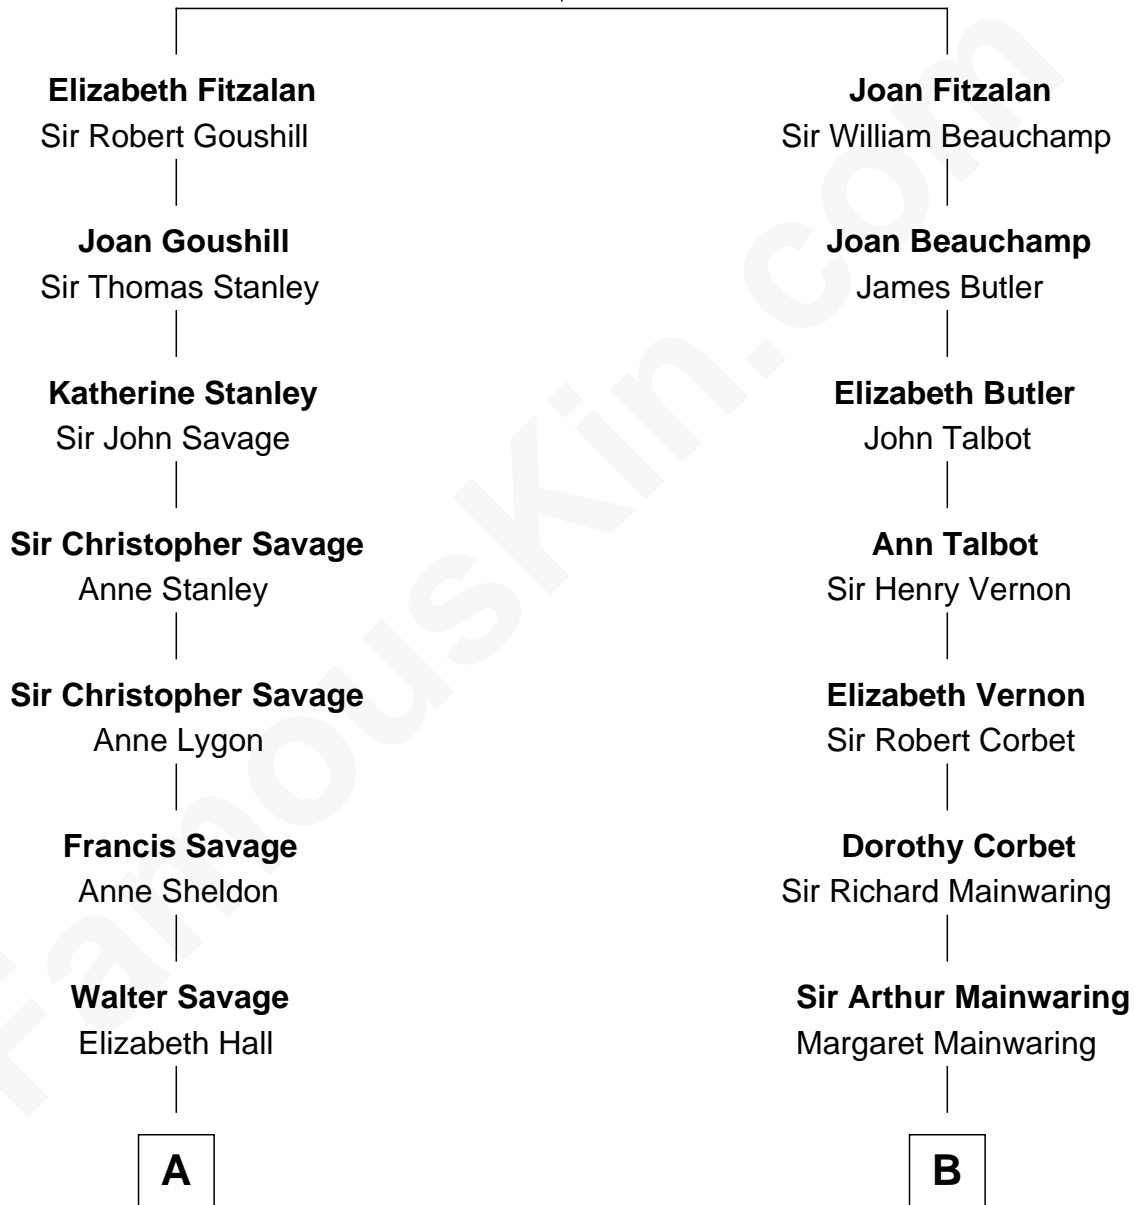 Elizabeth Fitzalan
Sir Robert Goushill
Joan Goushill
Sir Thomas Stanley
Katherine Stanley
Sir John Savage
Sir Christopher Savage
Anne Stanley
Sir Christopher Savage
Anne Lygon
Francis Savage
Anne Sheldon
Walter Savage
Elizabeth Hall
A
Joan Fitzalan
Sir William Beauchamp
Joan Beauchamp
James Butler
Elizabeth Butler
John Talbot
Ann Talbot
Sir Henry Vernon
Elizabeth Vernon
Sir Robert Corbet
Dorothy Corbet
Sir Richard Mainwaring
Sir Arthur Mainwaring
Margaret Mainwaring
B
FamousKin.com